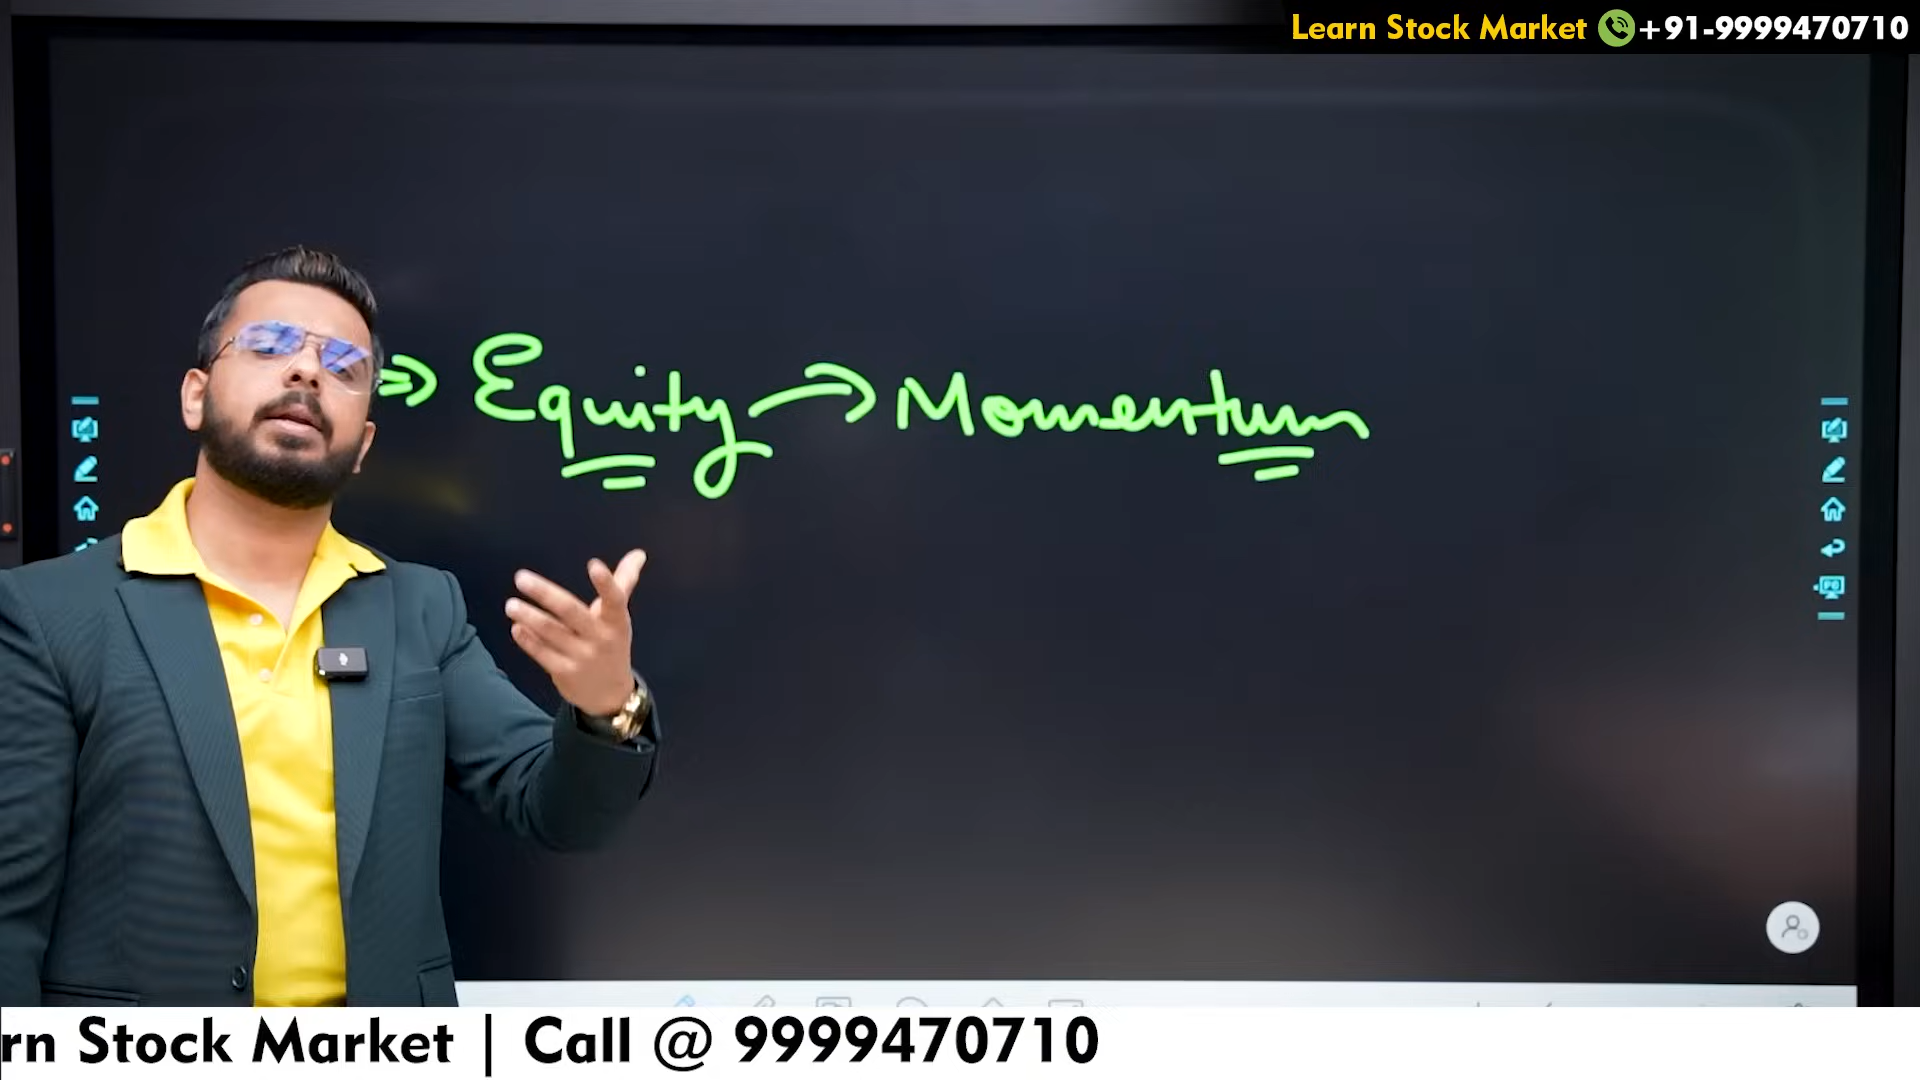 Learn Stock Market +91-9999470710
⇒ Equity → Momentum
rn Stock Market | Call @ 9999470710